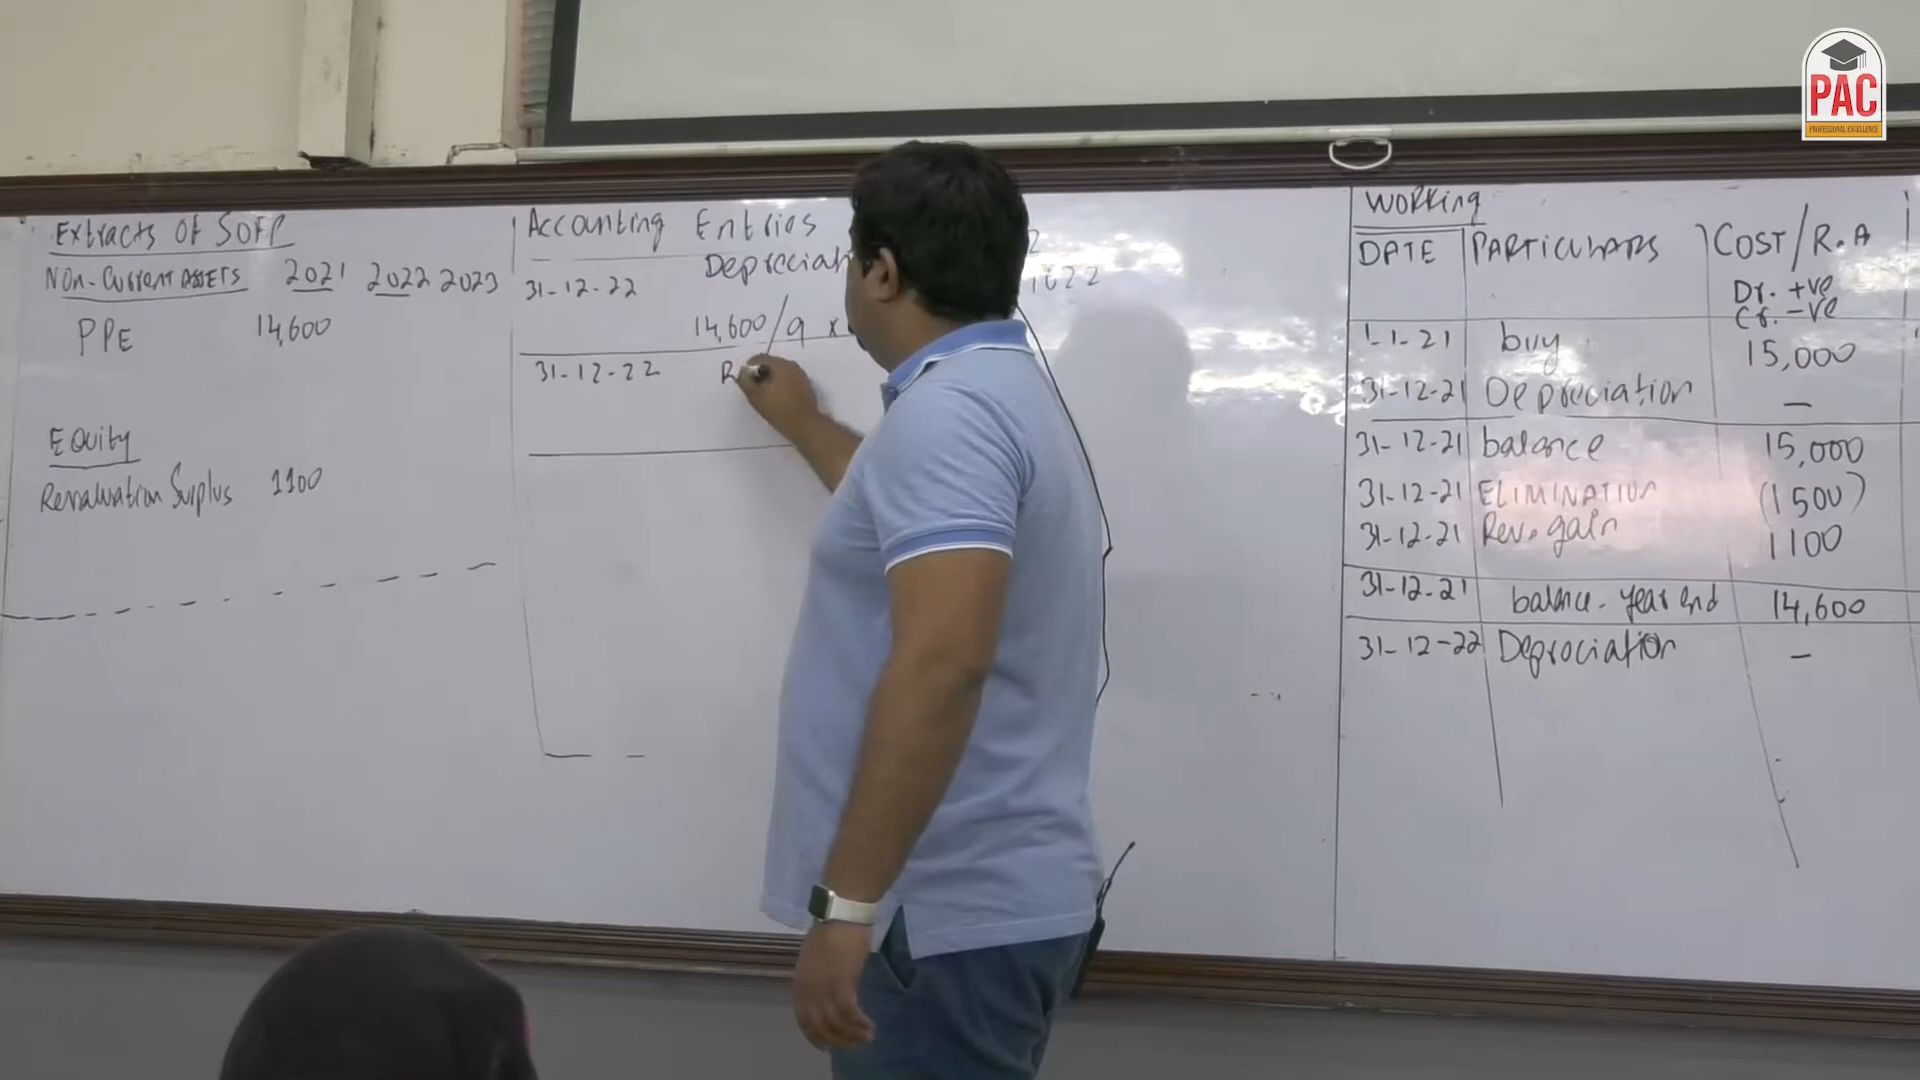 PAC
PROFESSIONAL EXCELLENCE
Extracts Of SOFP
Non-Current ASSETS 2021 2022 2023
PPE 14,600
Equity
Revaluation Surplus 1100
Accounting Entries
31-12-22 Depreciat
1622
14,600/9 x
31-12-22 R
Working
DATE PARTICULARS COST/R.A
Dr. +ve
Cr. -ve
1-1-21 buy 15,000
31-12-21 Depreciation –
31-12-21 balance 15,000
31-12-21 ELIMINATION (1500)
31-12-21 Rev. gain 1100
31-12-21 balance - year end 14,600
31-12-22 Depreciation –